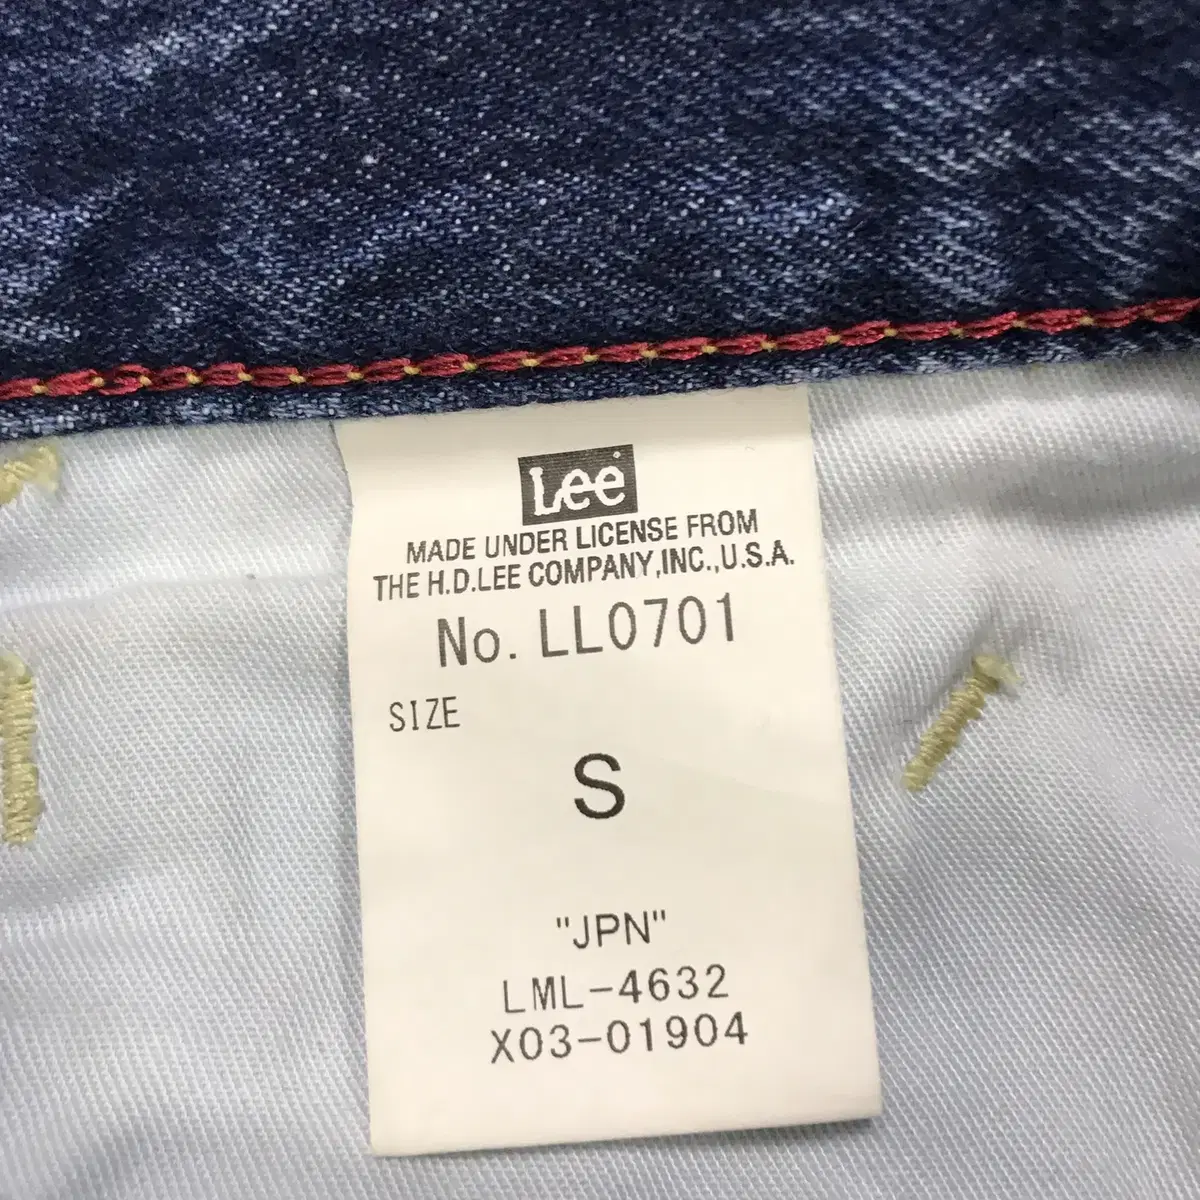 Lee
MADE UNDER LICENSE FROM
THE H.D.LEE COMPANY,INC.,U.S.A.
No. LL0701
SIZE
S
"JPN"
LML-4632
X03-01904